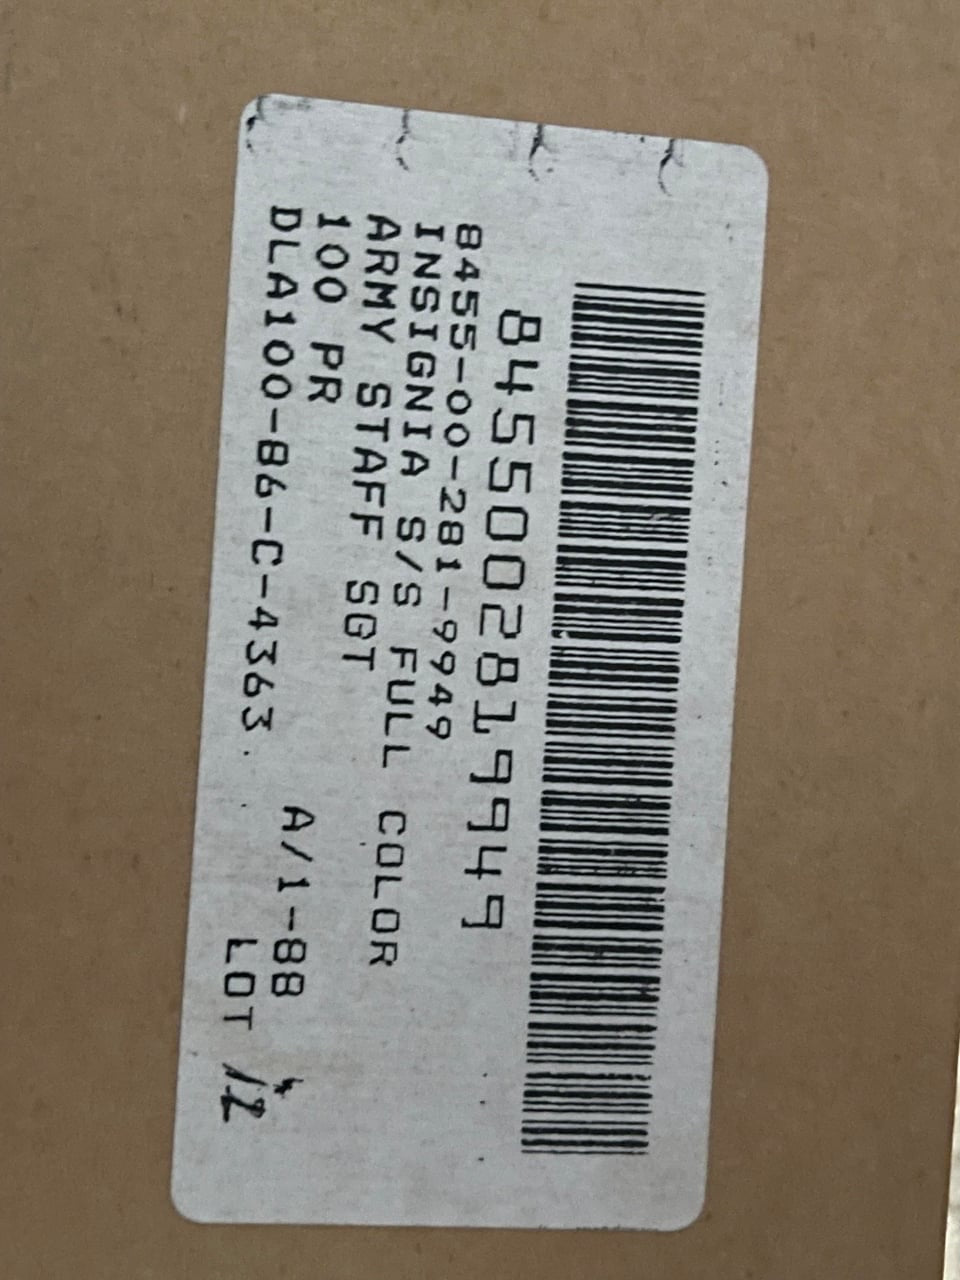 8455002819949
8455-00-281-9949
INSIGNIA S/S FULL COLOR
ARMY STAFF SGT
100 PR
A/1-88
DLA100-86-C-4363
LOT 12